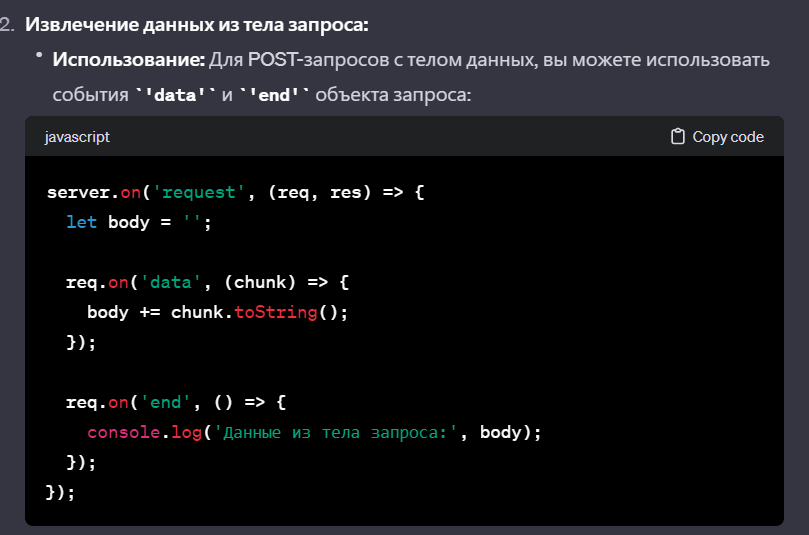 2. Извлечение данных из тела запроса:
• Использование: Для POST-запросов с телом данных, вы можете использовать
события `'data'` и `'end'` объекта запроса:
javascript Copy code
server.on('request', (req, res) => {
  let body = '';
  req.on('data', (chunk) => {
    body += chunk.toString();
  });
  req.on('end', () => {
    console.log('Данные из тела запроса:', body);
  });
});